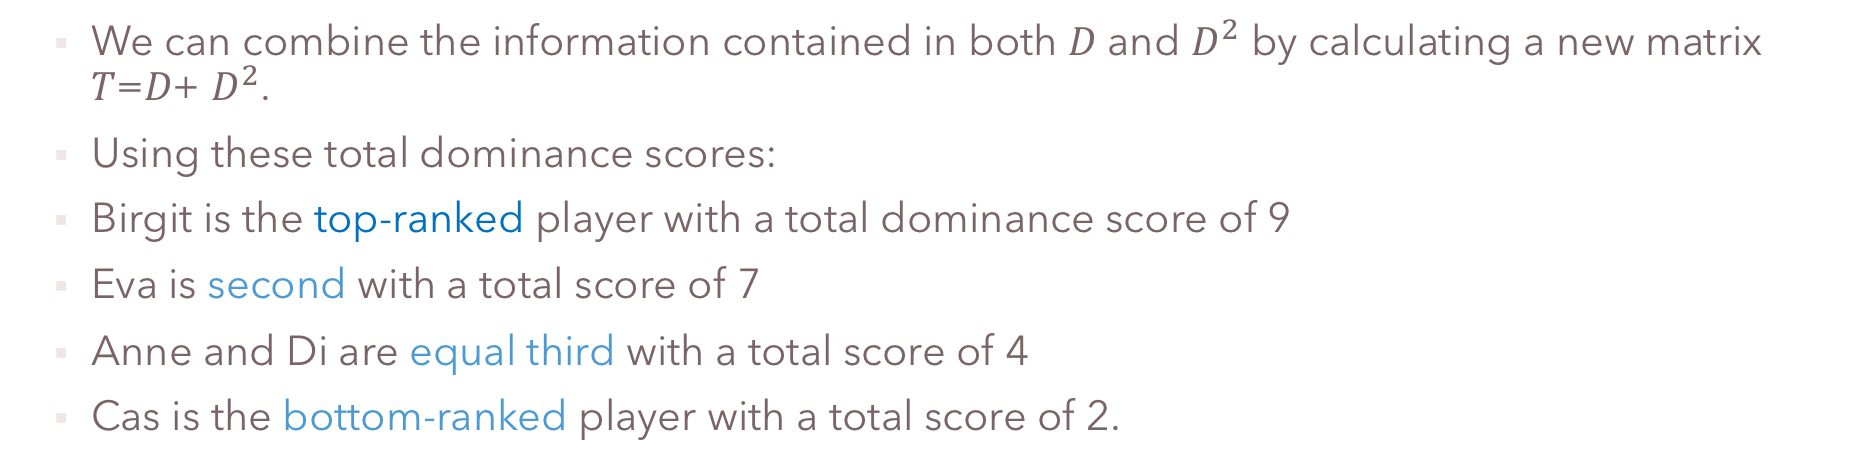 ▪ We can combine the information contained in both D and D² by calculating a new matrix
T=D+ D².
▪ Using these total dominance scores:
▪ Birgit is the top-ranked player with a total dominance score of 9
▪ Eva is second with a total score of 7
▪ Anne and Di are equal third with a total score of 4
▪ Cas is the bottom-ranked player with a total score of 2.